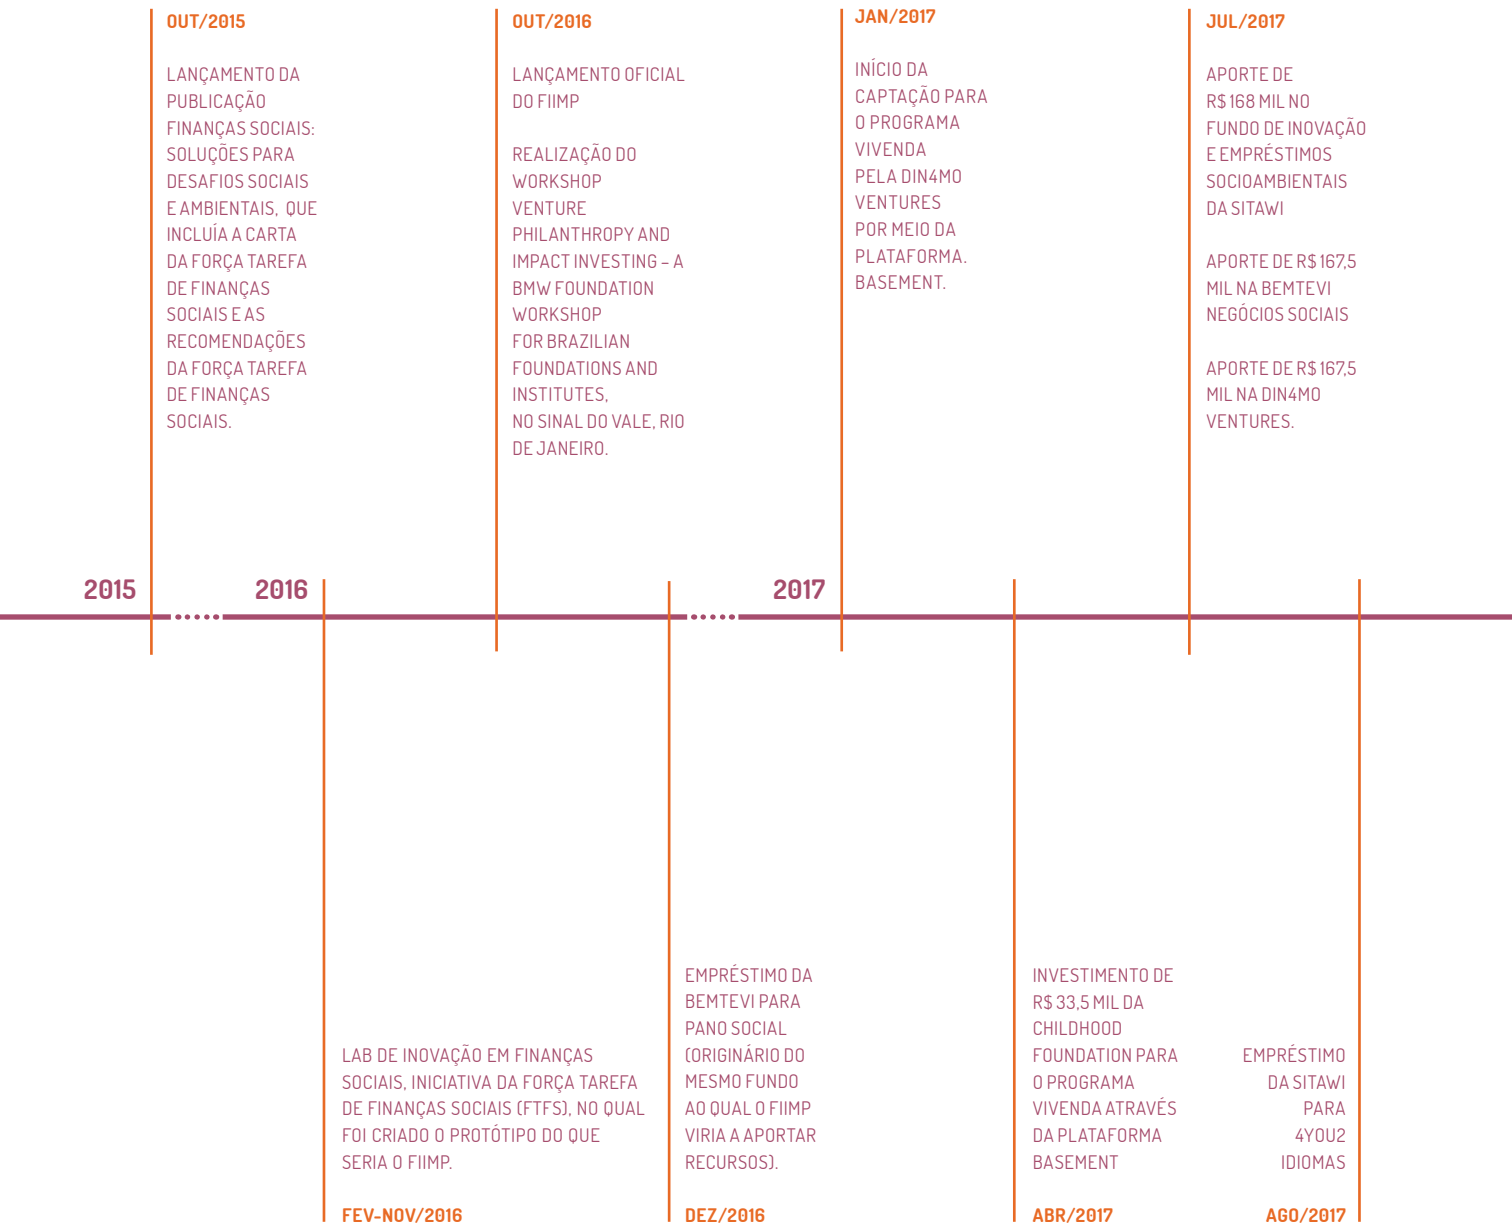 OUT/2015
LANÇAMENTO DA
PUBLICAÇÃO
FINANÇAS SOCIAIS:
SOLUÇÕES PARA
DESAFIOS SOCIAIS
E AMBIENTAIS, QUE
INCLUÍA A CARTA
DA FORÇA TAREFA
DE FINANÇAS
SOCIAIS E AS
RECOMENDAÇÕES
DA FORÇA TAREFA
DE FINANÇAS
SOCIAIS.
OUT/2016
LANÇAMENTO OFICIAL
DO FIIMP
REALIZAÇÃO DO
WORKSHOP
VENTURE
PHILANTHROPY AND
IMPACT INVESTING – A
BMW FOUNDATION
WORKSHOP
FOR BRAZILIAN
FOUNDATIONS AND
INSTITUTES,
NO SINAL DO VALE, RIO
DE JANEIRO.
JAN/2017
INÍCIO DA
CAPTAÇÃO PARA
O PROGRAMA
VIVENDA
PELA DIN4MO
VENTURES
POR MEIO DA
PLATAFORMA.
BASEMENT.
JUL/2017
APORTE DE
R$ 168 MIL NO
FUNDO DE INOVAÇÃO
E EMPRÉSTIMOS
SOCIOAMBIENTAIS
DA SITAWI
APORTE DE R$ 167,5
MIL NA BEMTEVI
NEGÓCIOS SOCIAIS
APORTE DE R$ 167,5
MIL NA DIN4MO
VENTURES.
2015
2016
2017
LAB DE INOVAÇÃO EM FINANÇAS
SOCIAIS, INICIATIVA DA FORÇA TAREFA
DE FINANÇAS SOCIAIS (FTFS), NO QUAL
FOI CRIADO O PROTÓTIPO DO QUE
SERIA O FIIMP.
FEV-NOV/2016
EMPRÉSTIMO DA
BEMTEVI PARA
PANO SOCIAL
(ORIGINÁRIO DO
MESMO FUNDO
AO QUAL O FIIMP
VIRIA A APORTAR
RECURSOS).
DEZ/2016
INVESTIMENTO DE
R$ 33,5 MIL DA
CHILDHOOD
FOUNDATION PARA
O PROGRAMA
VIVENDA ATRAVÉS
DA PLATAFORMA
BASEMENT
ABR/2017
EMPRÉSTIMO
DA SITAWI
PARA
4YOU2
IDIOMAS
AGO/2017